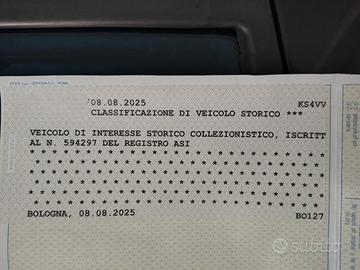 08.08.2025 KS4VV
CLASSIFICAZIONE DI VEICOLO STORICO ***
VEICOLO DI INTERESSE STORICO COLLEZIONISTICO, ISCRITT
AL N. 594297 DEL REGISTRO ASI
* * * * * * * * * * * * * * * * * * * * * * * * * *
* * * * * * * * * * * * * * * * * * * * * * * * * *
* * * * * * * * * * * * * * * * * * * * * * * * * *
* * * * * * * * * * * * * * * * * * * * * * * * * *
* * * * * * * * * * * * * * * * * * * * * * * * * *
* * * * * * * * * * * * * * * * * * * * * * * * * *
BOLOGNA, 08.08.2025 BO127
subito